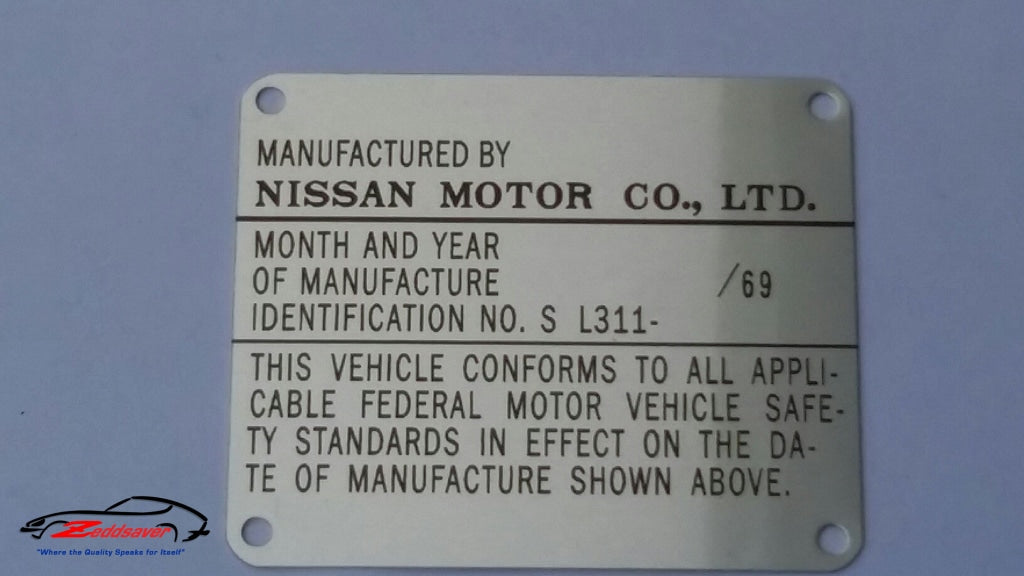 MANUFACTURED BY
NISSAN MOTOR CO., LTD.
MONTH AND YEAR
OF MANUFACTURE /69
IDENTIFICATION NO. S L311-
THIS VEHICLE CONFORMS TO ALL APPLI-
CABLE FEDERAL MOTOR VEHICLE SAFE-
TY STANDARDS IN EFFECT ON THE DA-
TE OF MANUFACTURE SHOWN ABOVE.
Zeddsaver
"Where the Quality Speaks for Itself"